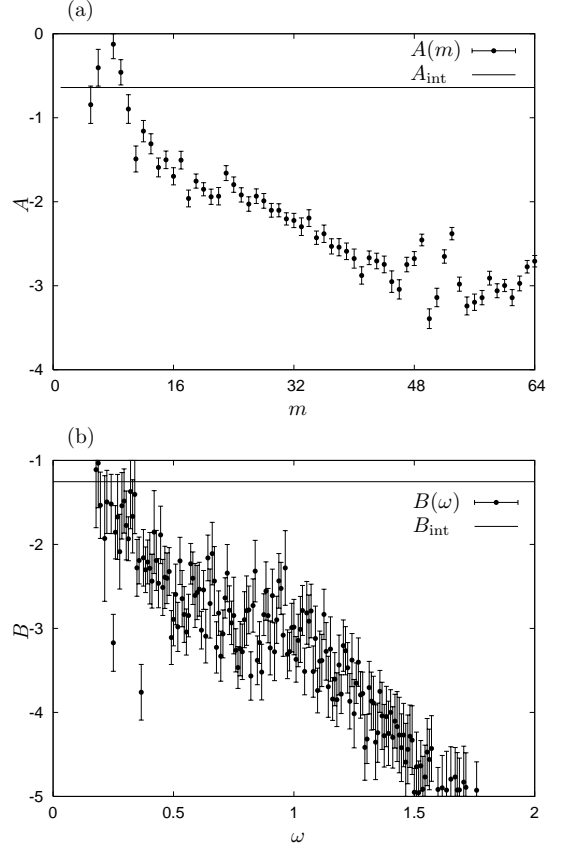 (a)
0
-1
-2
-3
-4
A
A(m)
A_int
0 16 32 48 64
m
(b)
-1
-2
-3
-4
-5
B
B(ω)
B_int
0 0.5 1 1.5 2
ω